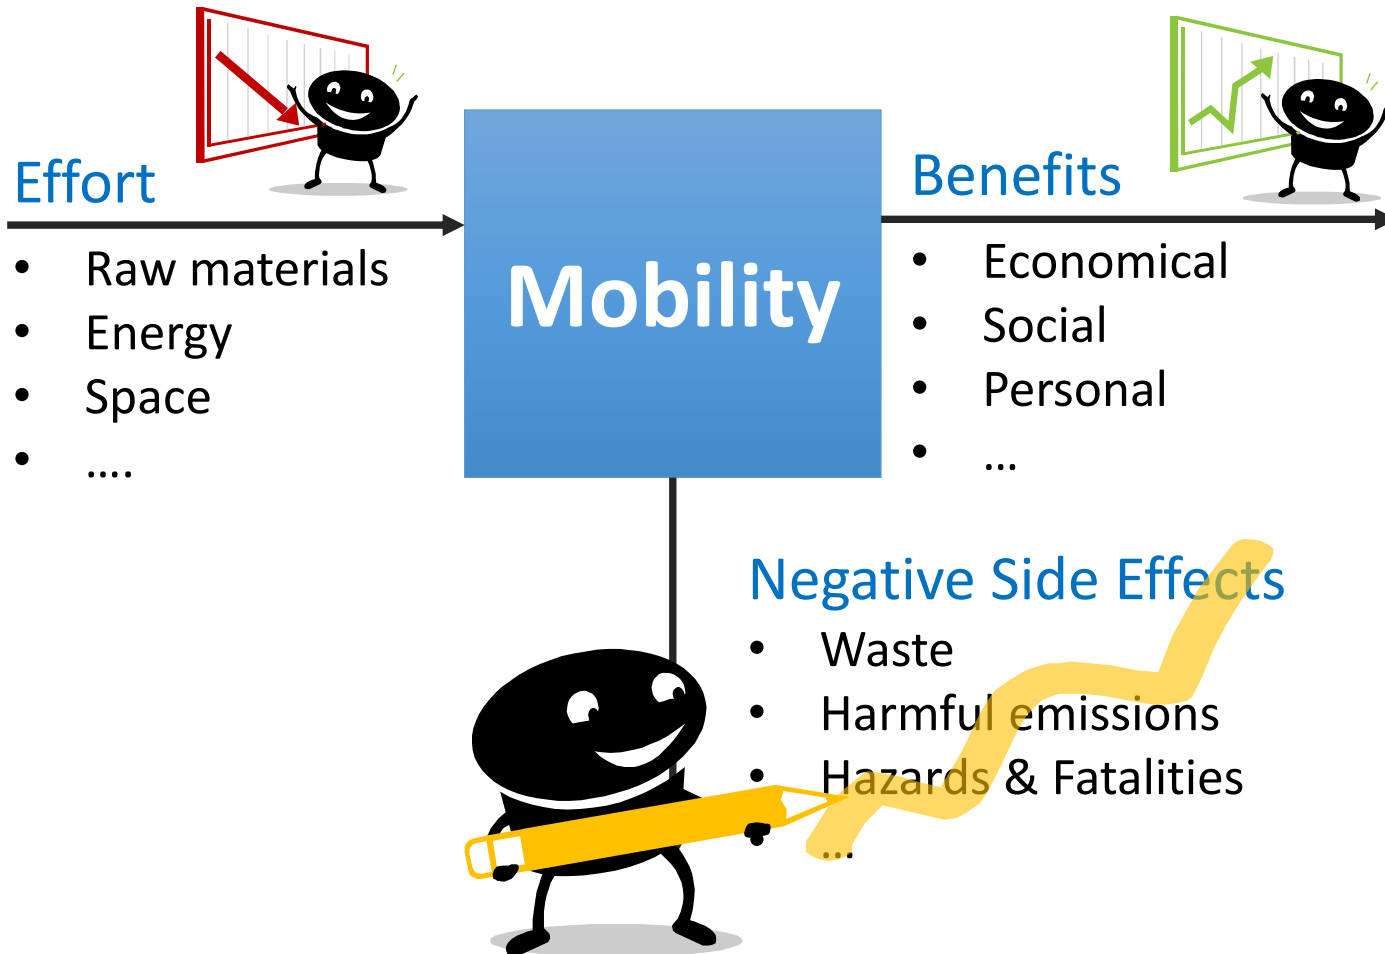 Effort
• Raw materials
• Energy
• Space
• ....
Mobility
Benefits
• Economical
• Social
• Personal
• ...
Negative Side Effects
• Waste
• Harmful emissions
• Hazards & Fatalities
• ...